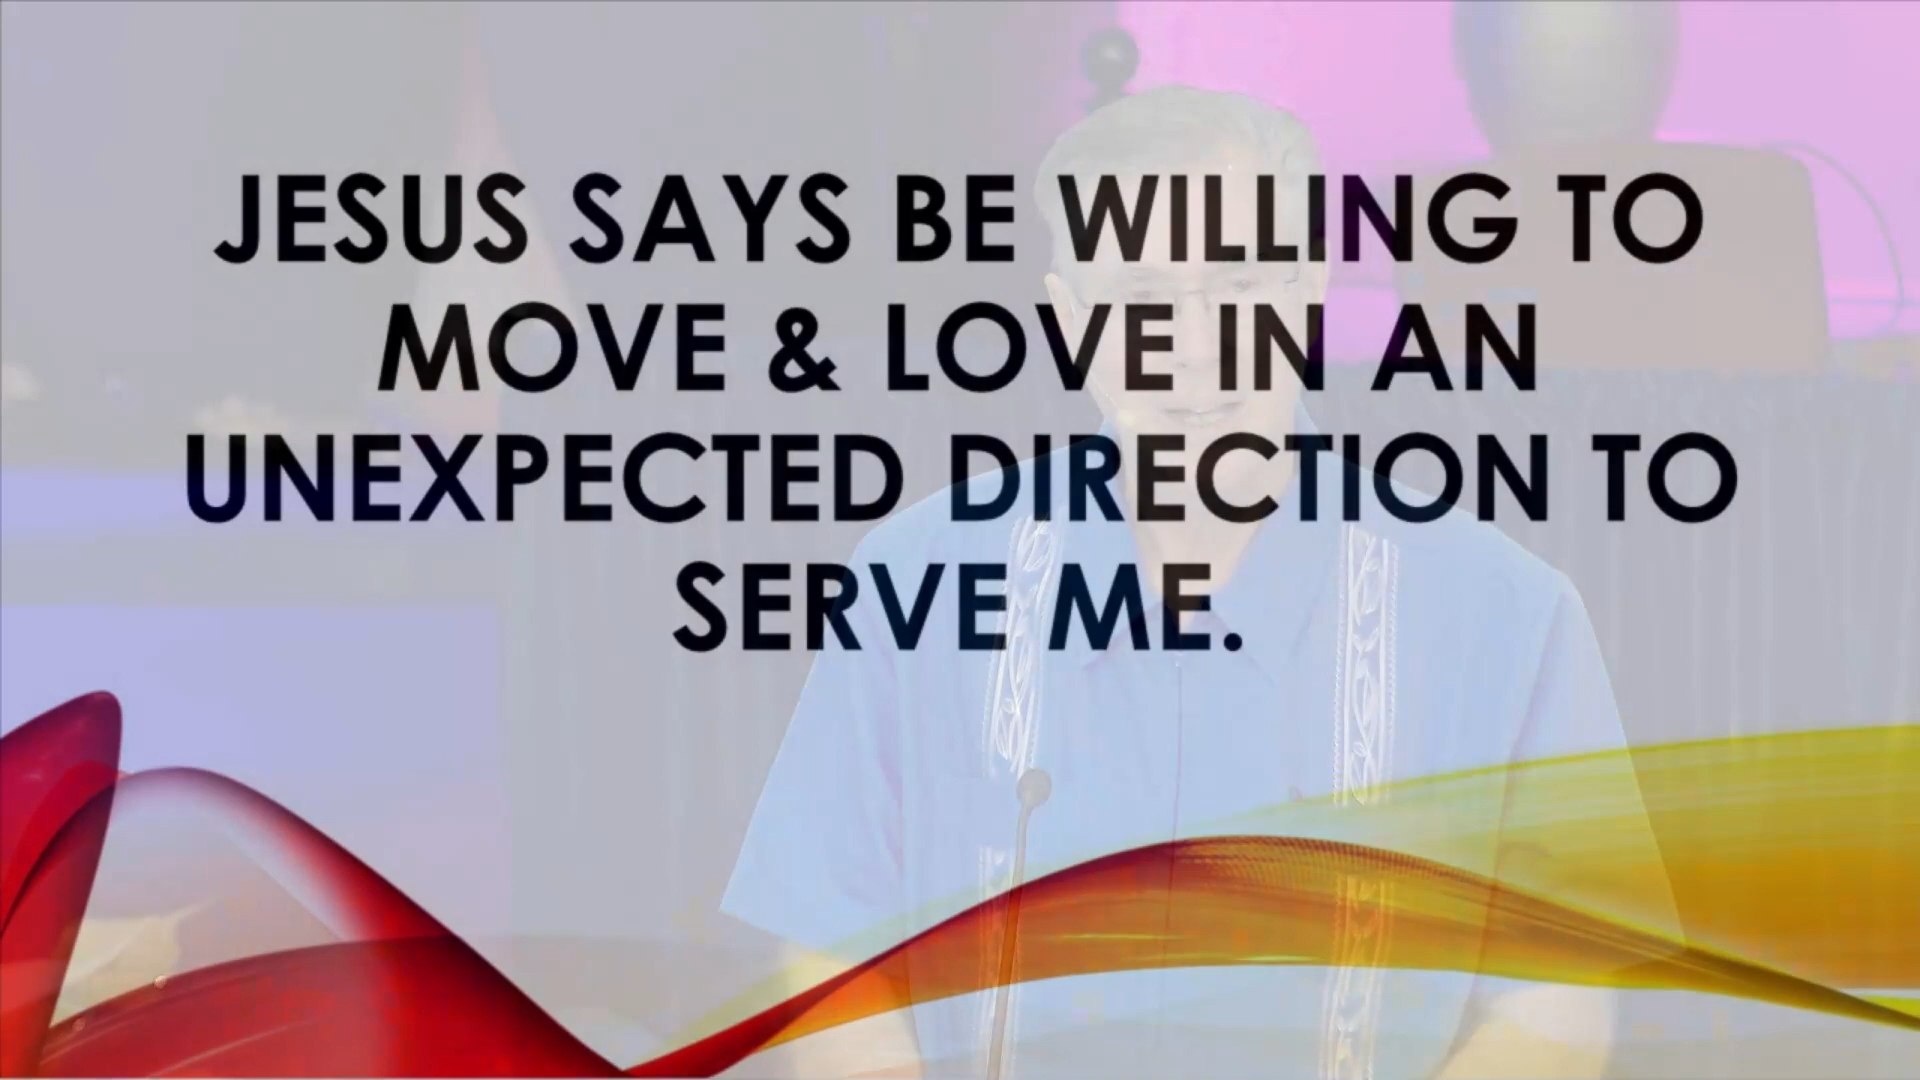 JESUS SAYS BE WILLING TO
MOVE & LOVE IN AN
UNEXPECTED DIRECTION TO
SERVE ME.